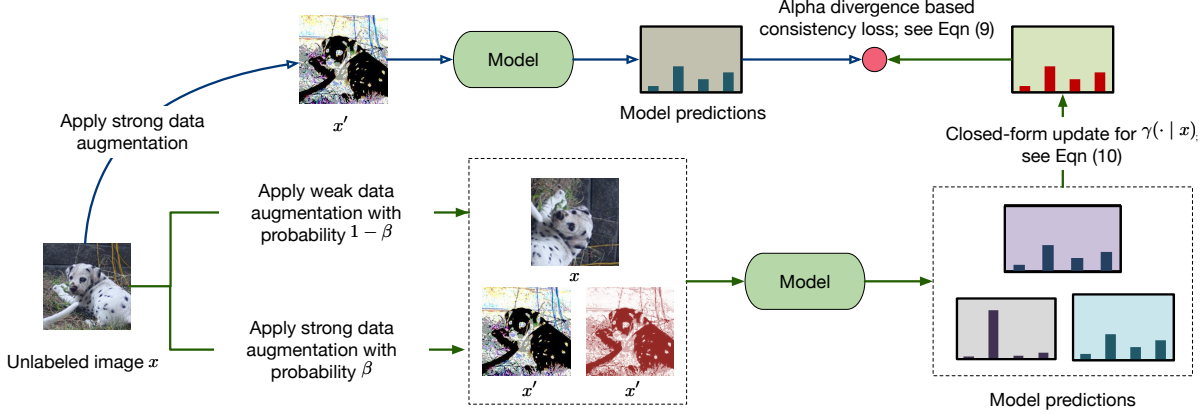 Alpha divergence based
consistency loss; see Eqn (9)
Model
x′
Model predictions
Apply strong data
augmentation
Closed-form update for γ(· | x),
see Eqn (10)
Apply weak data
augmentation with
probability 1 − β
x
Model
Apply strong data
augmentation with
probability β
Unlabeled image x
x′ x′
Model predictions